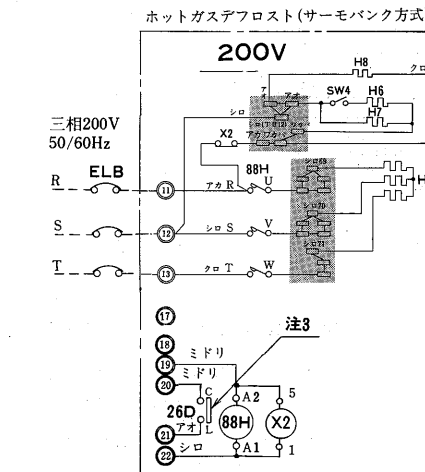 ホットガスデフロスト(サーモバンク方式
200V
H8
クロ
アオ
SW4 H6
H7
シロ
三相200V
50/60Hz
X2
ELB
88H
R 11 アカ R U
H
S 12 シロ S V
T 13 クロ T W
17
18
注3
19 ミドリ
20 ミドリ
C
26D
L
A2
5
88H
X2
21 アオ
A1
1
22 シロ